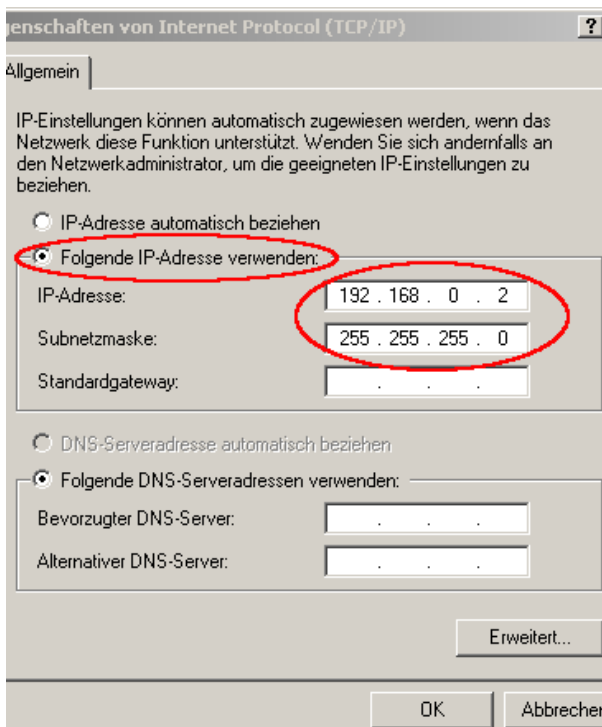 genschaften von Internet Protocol (TCP/IP) ?
Allgemein
IP-Einstellungen können automatisch zugewiesen werden, wenn das
Netzwerk diese Funktion unterstützt. Wenden Sie sich andernfalls an
den Netzwerkadministrator, um die geeigneten IP-Einstellungen zu
beziehen.
IP-Adresse automatisch beziehen
Folgende IP-Adresse verwenden:
IP-Adresse: 192 . 168 . 0 . 2
Subnetzmaske: 255 . 255 . 255 . 0
Standardgateway: . . .
DNS-Serveradresse automatisch beziehen
Folgende DNS-Serveradressen verwenden:
Bevorzugter DNS-Server: . . .
Alternativer DNS-Server: . . .
Erweitert...
OK Abbrechen